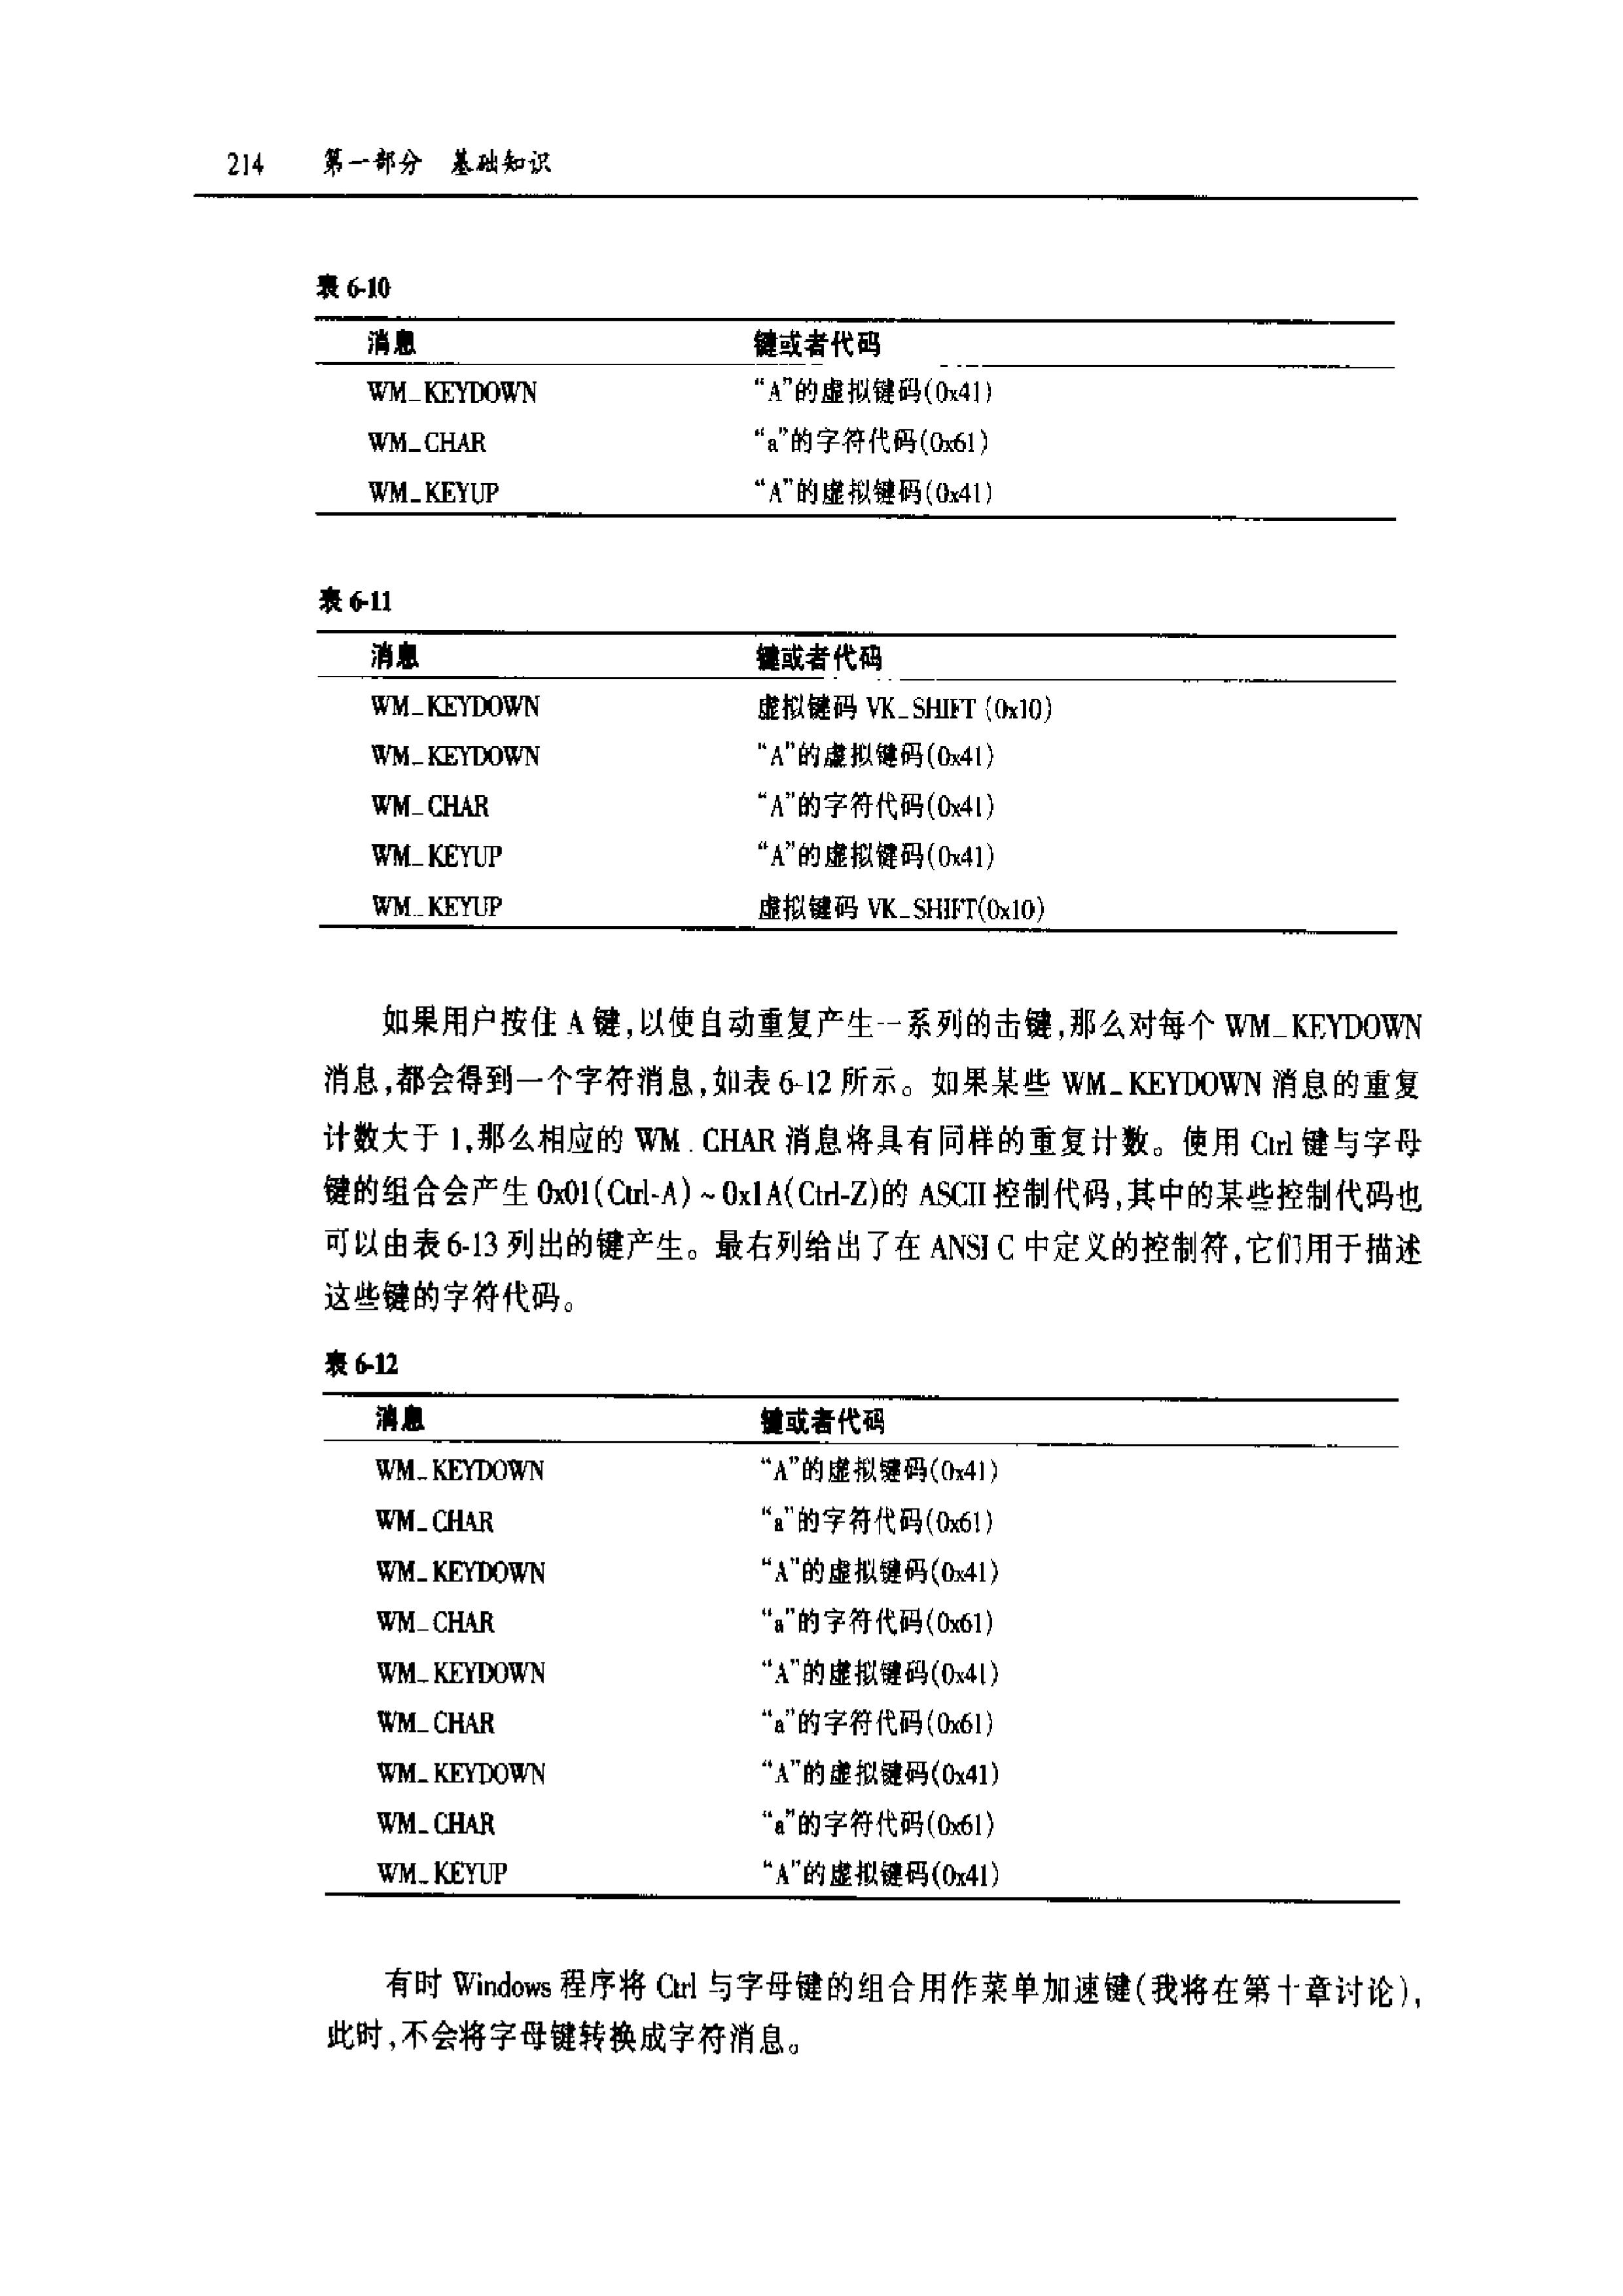 214 第一部分 基础知识
表 6-10
消息 键或者代码
WM_KEYDOWN “A”的虚拟键码(0x41)
WM_CHAR “a”的字符代码(0x61)
WM_KEYUP “A”的虚拟键码(0x41)
表 6-11
消息 键或者代码
WM_KEYDOWN 虚拟键码 VK_SHIFT (0x10)
WM_KEYDOWN “A”的虚拟键码(0x41)
WM_CHAR “A”的字符代码(0x41)
WM_KEYUP “A”的虚拟键码(0x41)
WM_KEYUP 虚拟键码 VK_SHIFT(0x10)
如果用户按住 A 键,以使自动重复产生一系列的击键,那么对每个 WM_KEYDOWN
消息,都会得到一个字符消息,如表 6-12 所示。如果某些 WM_KEYDOWN 消息的重复
计数大于 1,那么相应的 WM_CHAR 消息将具有同样的重复计数。使用 Ctrl 键与字母
键的组合会产生 0x01(Ctrl-A) ~ 0x1A(Ctrl-Z)的 ASCII 控制代码,其中的某些控制代码也
可以由表 6-13 列出的键产生。最右列给出了在 ANSI C 中定义的控制符,它们用于描述
这些键的字符代码。
表 6-12
消息 键或者代码
WM_KEYDOWN “A”的虚拟键码(0x41)
WM_CHAR “a”的字符代码(0x61)
WM_KEYDOWN “A”的虚拟键码(0x41)
WM_CHAR “a”的字符代码(0x61)
WM_KEYDOWN “A”的虚拟键码(0x41)
WM_CHAR “a”的字符代码(0x61)
WM_KEYDOWN “A”的虚拟键码(0x41)
WM_CHAR “a”的字符代码(0x61)
WM_KEYUP “A”的虚拟键码(0x41)
有时 Windows 程序将 Ctrl 与字母键的组合用作菜单加速键(我将在第十章讨论),
此时,不会将字母键转换成字符消息。